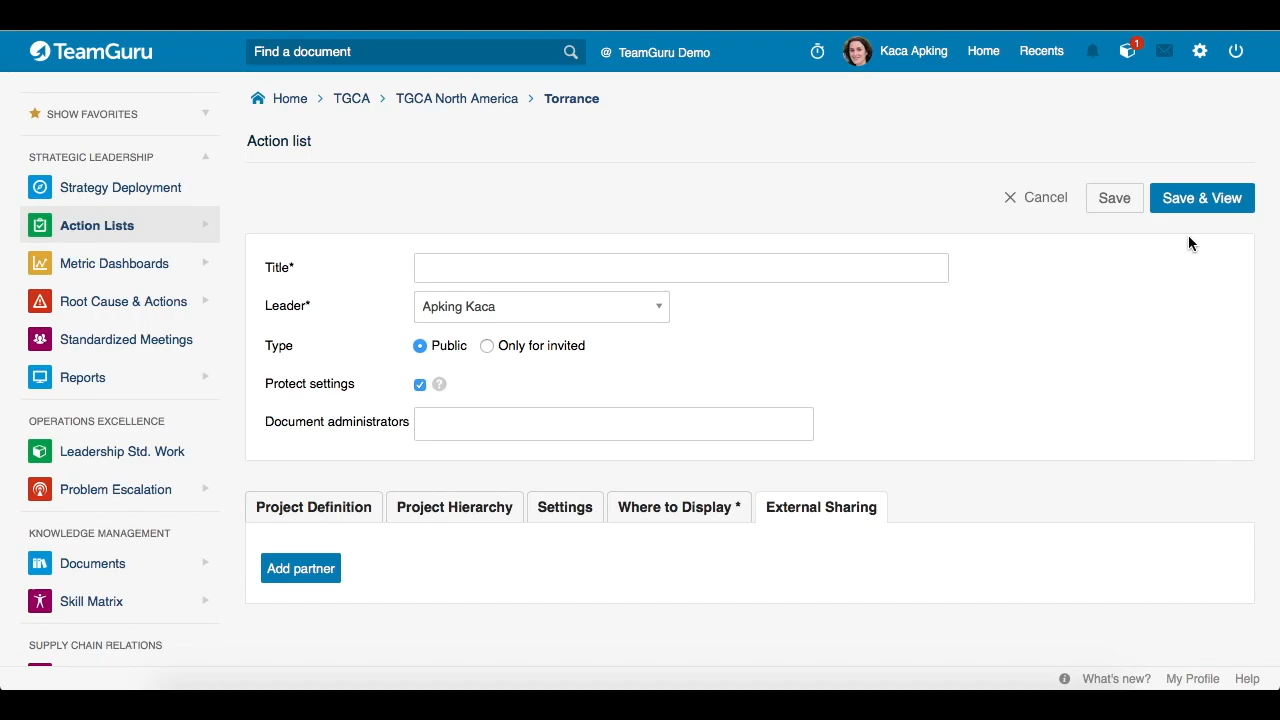 TeamGuru
Find a document
@ TeamGuru Demo
Kaca Apking
Home
Recents
1
SHOW FAVORITES
STRATEGIC LEADERSHIP
Strategy Deployment
Action Lists
Metric Dashboards
Root Cause & Actions
Standardized Meetings
Reports
OPERATIONS EXCELLENCE
Leadership Std. Work
Problem Escalation
KNOWLEDGE MANAGEMENT
Documents
Skill Matrix
SUPPLY CHAIN RELATIONS
Home > TGCA > TGCA North America > Torrance
Action list
Cancel
Save
Save & View
Title*
Leader* Apking Kaca
Type Public Only for invited
Protect settings ?
Document administrators
Project Definition
Project Hierarchy
Settings
Where to Display *
External Sharing
Add partner
What's new? My Profile Help